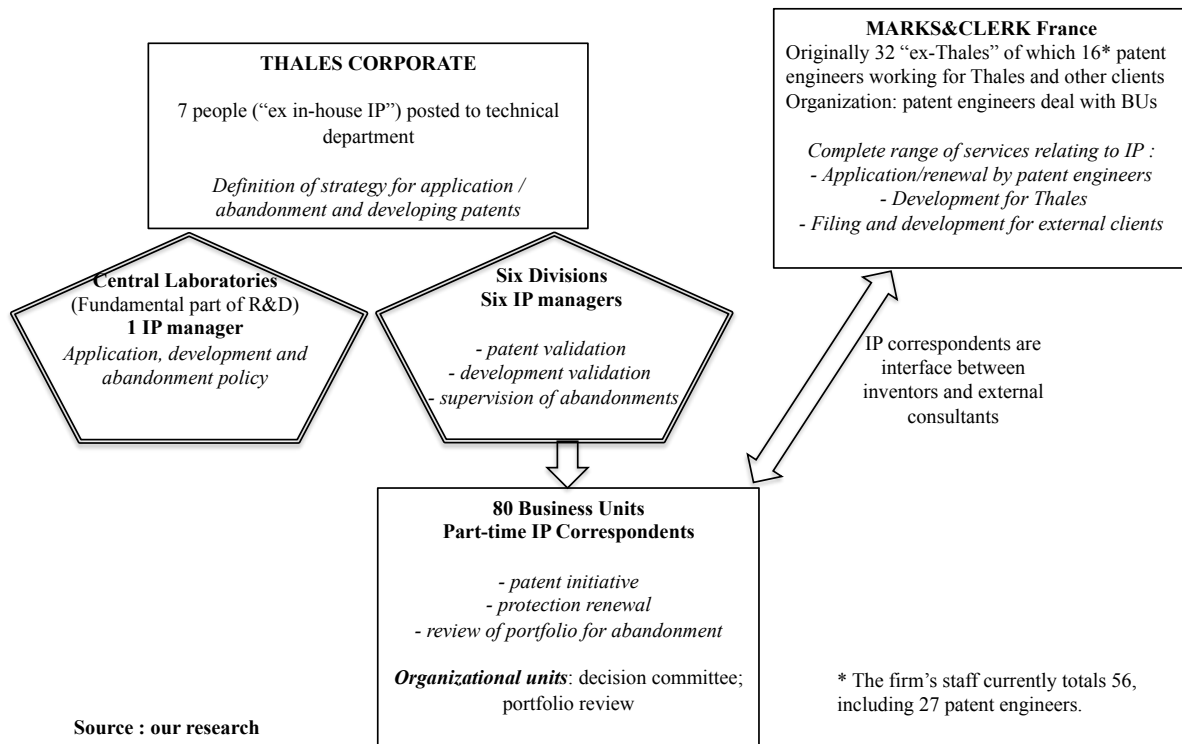 THALES CORPORATE
7 people (“ex in-house IP”) posted to technical
department
Definition of strategy for application /
abandonment and developing patents
MARKS&CLERK France
Originally 32 “ex-Thales” of which 16* patent
engineers working for Thales and other clients
Organization: patent engineers deal with BUs
Complete range of services relating to IP :
- Application/renewal by patent engineers
- Development for Thales
- Filing and development for external clients
Central Laboratories
(Fundamental part of R&D)
1 IP manager
Application, development and
abandonment policy
Six Divisions
Six IP managers
- patent validation
- development validation
- supervision of abandonments
IP correspondents are
interface between
inventors and external
consultants
80 Business Units
Part-time IP Correspondents
- patent initiative
- protection renewal
- review of portfolio for abandonment
Organizational units: decision committee;
portfolio review
* The firm’s staff currently totals 56,
including 27 patent engineers.
Source : our research